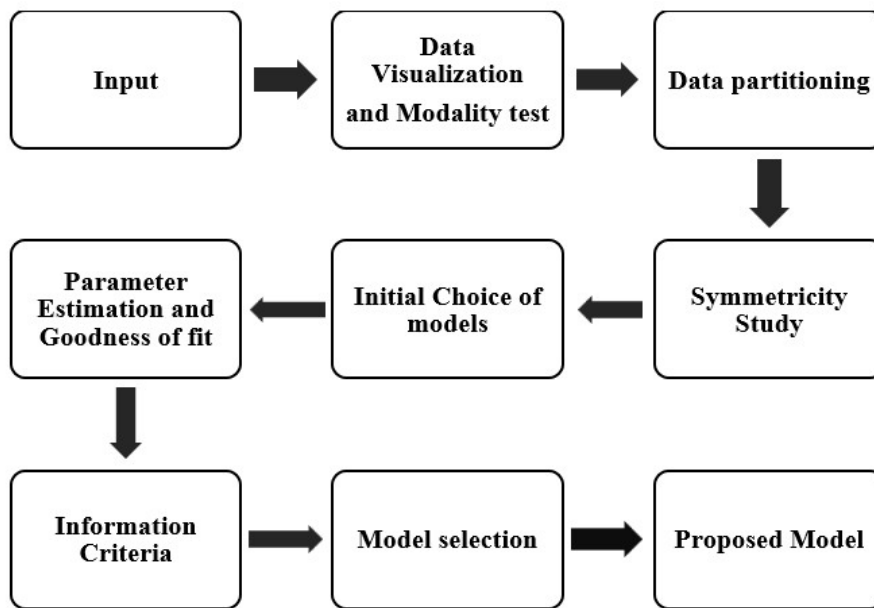 Input
Data
Visualization
and Modality test
Data partitioning
Symmetricity
Study
Initial Choice of
models
Parameter
Estimation and
Goodness of fit
Information
Criteria
Model selection
Proposed Model